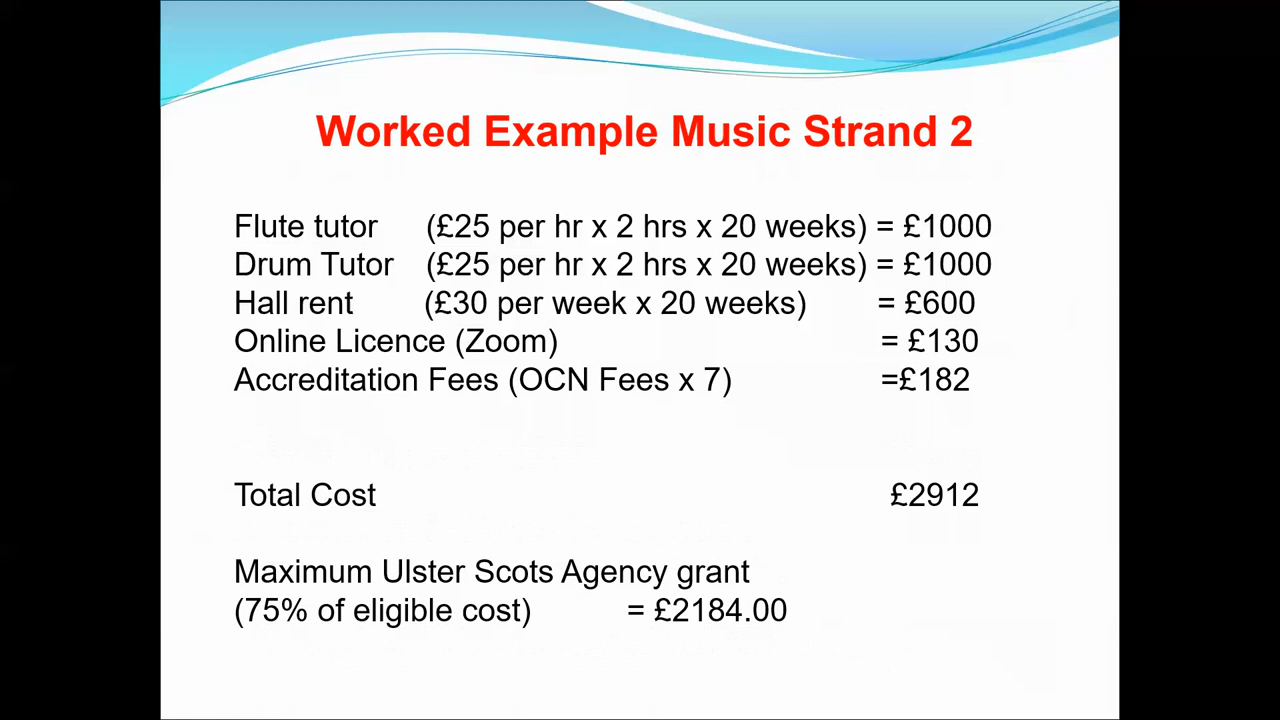 Worked Example Music Strand 2
Flute tutor (£25 per hr x 2 hrs x 20 weeks) = £1000
Drum Tutor (£25 per hr x 2 hrs x 20 weeks) = £1000
Hall rent (£30 per week x 20 weeks) = £600
Online Licence (Zoom) = £130
Accreditation Fees (OCN Fees x 7) =£182
Total Cost £2912
Maximum Ulster Scots Agency grant
(75% of eligible cost) = £2184.00